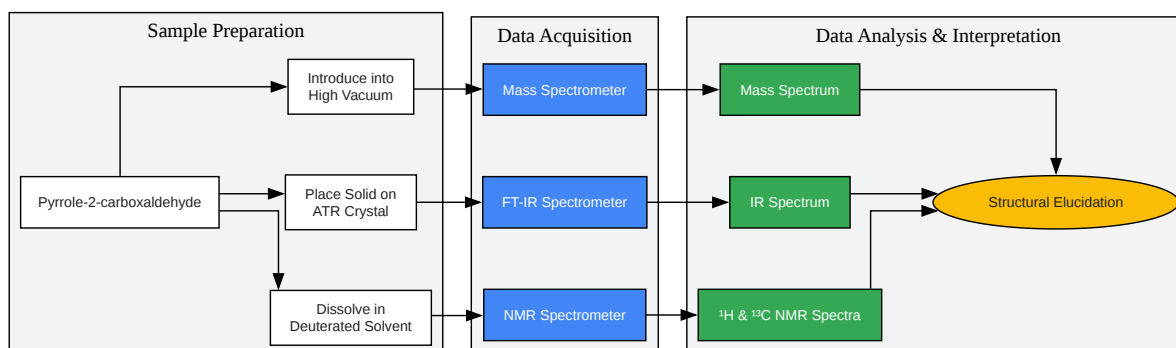 Sample Preparation
Data Acquisition
Data Analysis & Interpretation
Introduce into
High Vacuum
Mass Spectrometer
Mass Spectrum
Pyrrole-2-carboxaldehyde
Place Solid on
ATR Crystal
FT-IR Spectrometer
IR Spectrum
Structural Elucidation
Dissolve in
Deuterated Solvent
NMR Spectrometer
¹H & ¹³C NMR Spectra